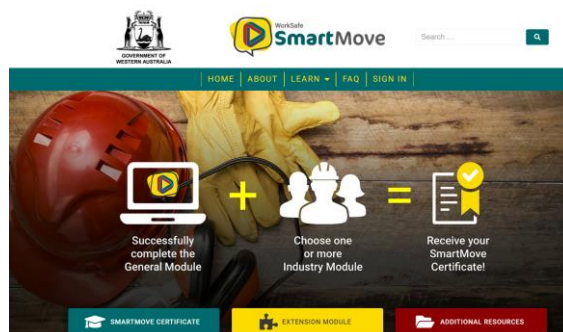 GOVERNMENT OF
WESTERN AUSTRALIA
WorkSafe
SmartMove
Search ...
HOME ABOUT LEARN FAQ SIGN IN
Successfully
complete the
General Module
+
Choose one
or more
Industry Module
=
Receive your
SmartMove
Certificate!
SMARTMOVE CERTIFICATE
EXTENSION MODULE
ADDITIONAL RESOURCES